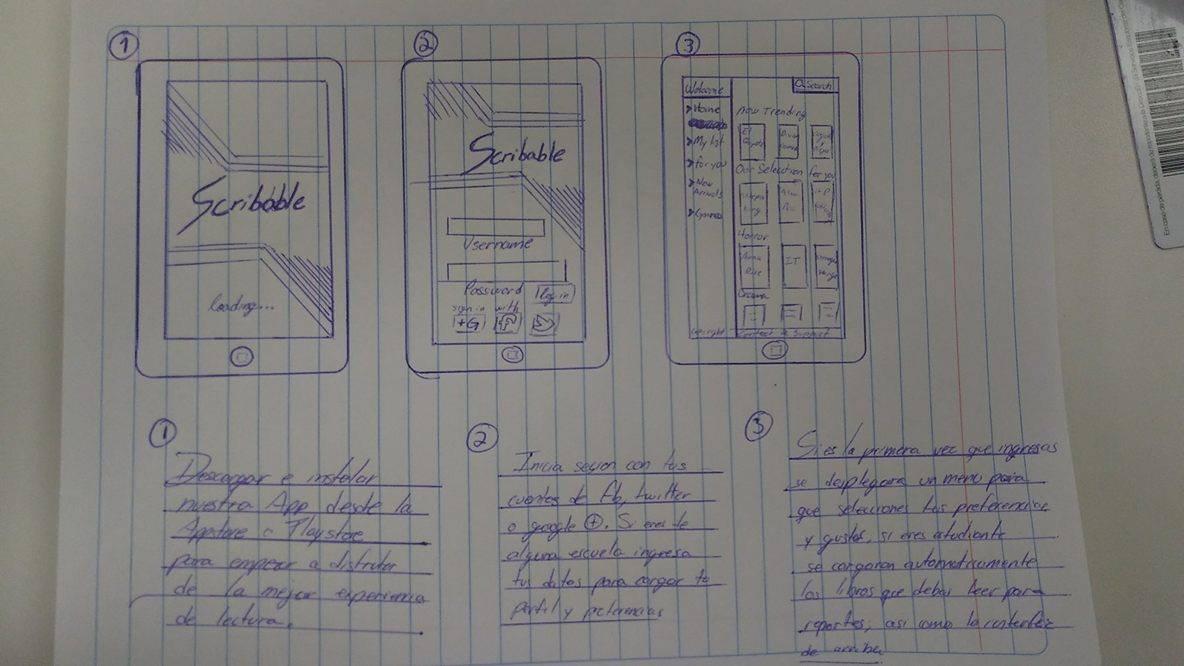 1
Scribable
loading...
2
Scribable
Username
Password
log in
sign in with
+G
f
3
Welcome
Search
Home
My list
for you
New
Arrivals
Now Trending
Our Selection for you
Horror
Anne
Rice
IT
Drama
copyright
Contact & Support
1
Descargar e instalar
nuestra App desde la
Appstore o Playstore
para empezar a disfrutar
de la mejor experiencia
de lectura.
2
Inicia sesion con tus
cuentas de fb, twitter
o google +. Si eres de
alguna escuela ingresa
tus datos para cargar tu
perfil y preferencias
3
Si es la primera vez que ingresas
se desplegara un menu para
que selecciones tus preferencias
y gustos, si eres estudiante
se cargaran automaticamente
los libros que debas leer para
reportes, asi como la interfaz
de arriba